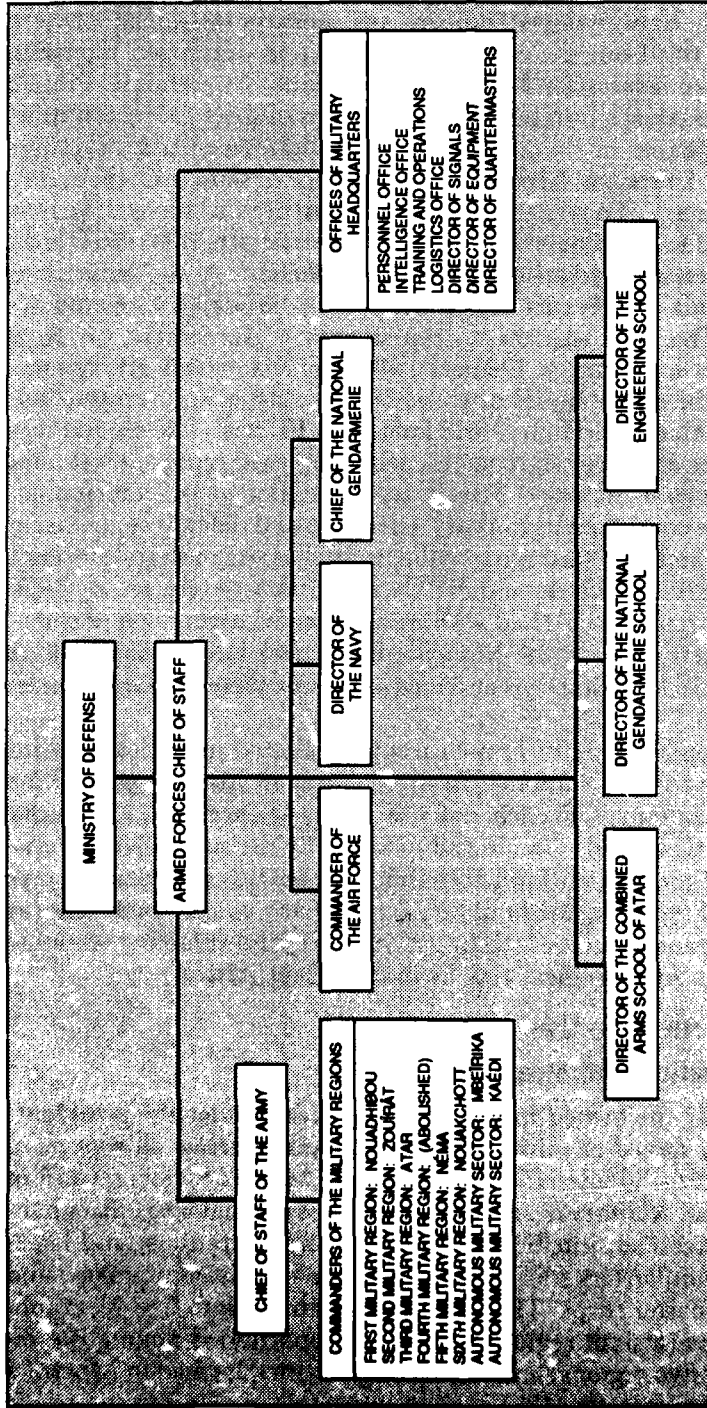 MINISTRY OF DEFENSE
ARMED FORCES CHIEF OF STAFF
CHIEF OF STAFF OF THE ARMY
COMMANDERS OF THE MILITARY REGIONS
FIRST MILITARY REGION: NOUADHIBOU
SECOND MILITARY REGION: ZOUÎRÂT
THIRD MILITARY REGION: ATAR
FOURTH MILITARY REGION: (ABOLISHED)
FIFTH MILITARY REGION: NÉMA
SIXTH MILITARY REGION: NOUAKCHOTT
AUTONOMOUS MILITARY SECTOR: MBEÏRIKA
AUTONOMOUS MILITARY SECTOR: KAÉDI
COMMANDER OF
THE AIR FORCE
DIRECTOR OF
THE NAVY
CHIEF OF THE NATIONAL
GENDARMERIE
OFFICES OF MILITARY
HEADQUARTERS
PERSONNEL OFFICE
INTELLIGENCE OFFICE
TRAINING AND OPERATIONS
LOGISTICS OFFICE
DIRECTOR OF SIGNALS
DIRECTOR OF EQUIPMENT
DIRECTOR OF QUARTERMASTERS
DIRECTOR OF THE COMBINED
ARMS SCHOOL OF ATAR
DIRECTOR OF THE NATIONAL
GENDARMERIE SCHOOL
DIRECTOR OF THE
ENGINEERING SCHOOL